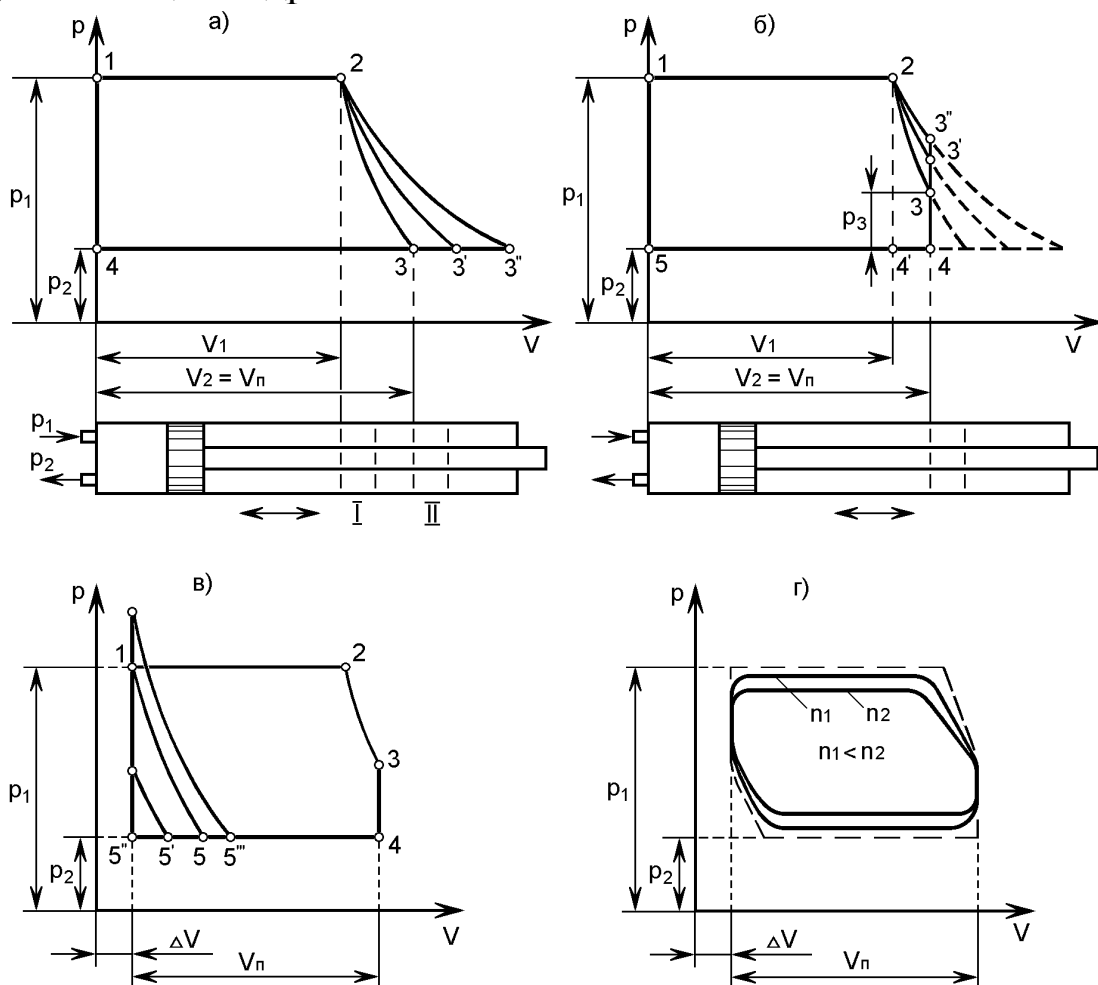 а)
p
1
2
p₁
4
3
3'
3"
p₂
V
V₁
V₂ = Vп
p₁
p₂
I
II
б)
p
1
2
3"
3'
3
p₁
p₃
5
4'
4
p₂
V
V₁
V₂ = Vп
в)
p
1
2
3
p₁
5"
5'
5
5'''
4
p₂
V
△V
Vп
г)
p
n₁
n₂
n₁ < n₂
p₁
p₂
V
△V
Vп